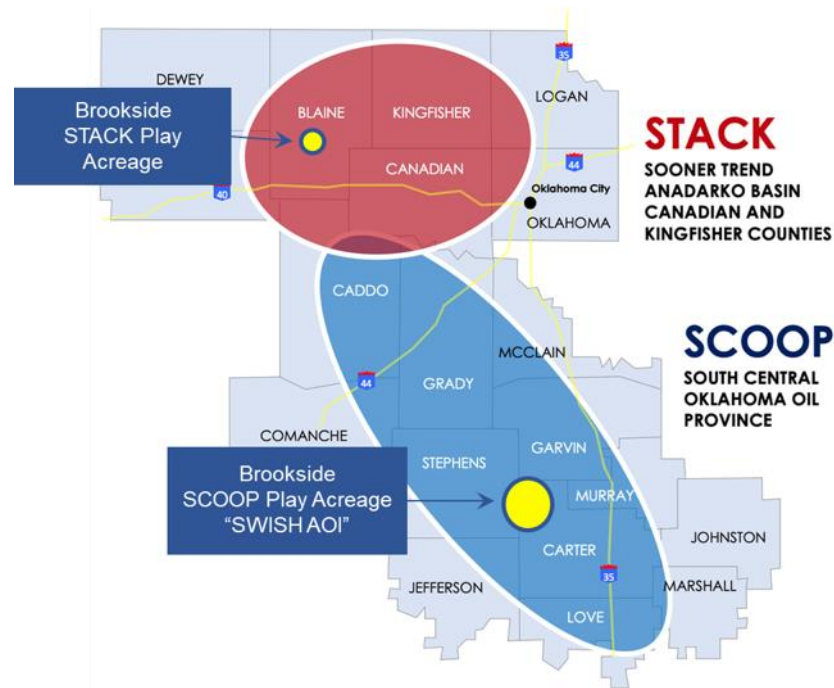 35
DEWEY
LOGAN
Brookside
STACK Play
Acreage
BLAINE
KINGFISHER
STACK
CANADIAN
44
SOONER TREND
ANADARKO BASIN
CANADIAN AND
KINGFISHER COUNTIES
40
Oklahoma City
OKLAHOMA
CADDO
SCOOP
MCCLAIN
SOUTH CENTRAL
OKLAHOMA OIL
PROVINCE
44
GRADY
COMANCHE
GARVIN
Brookside
SCOOP Play Acreage
“SWISH AOI”
STEPHENS
MURRAY
JOHNSTON
CARTER
35
MARSHALL
JEFFERSON
LOVE